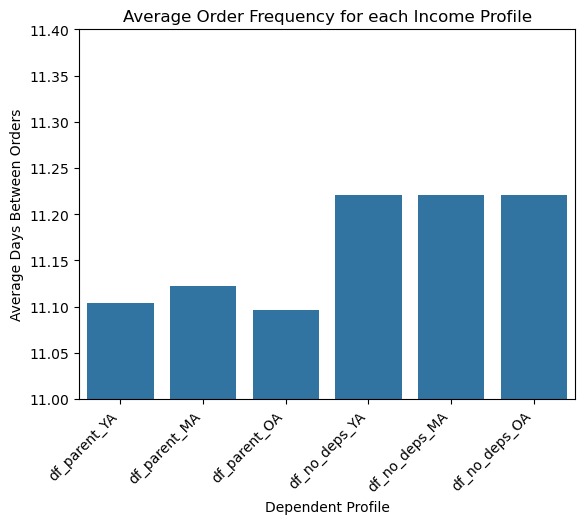 Average Order Frequency for each Income Profile
Average Days Between Orders
11.40
11.35
11.30
11.25
11.20
11.15
11.10
11.05
11.00
df_parent_YA
df_parent_MA
df_parent_OA
df_no_deps_YA
df_no_deps_MA
df_no_deps_OA
Dependent Profile